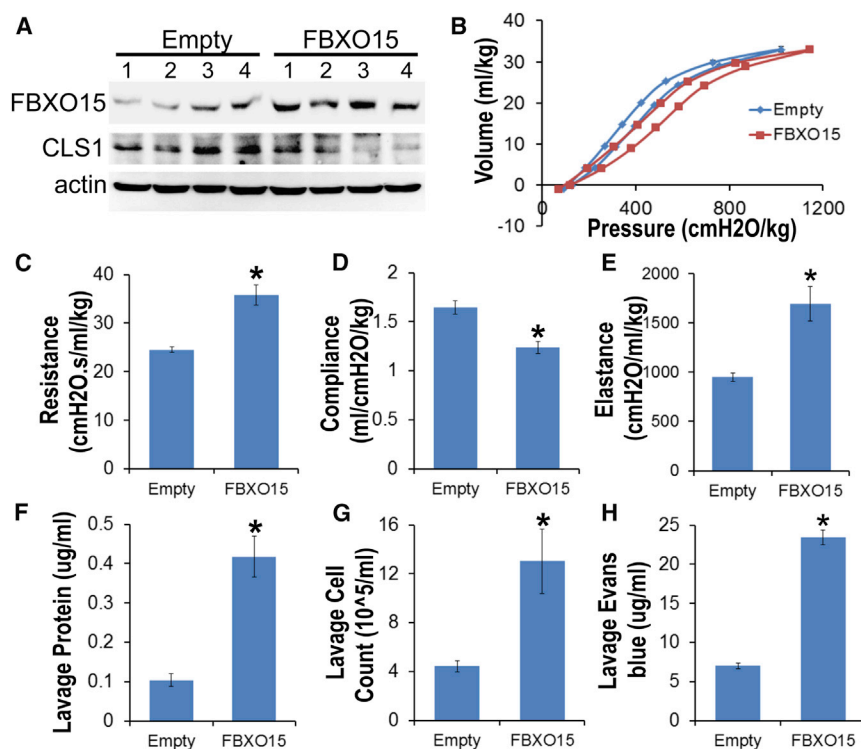 A
Empty
FBXO15
1 2 3 4 1 2 3 4
FBXO15
CLS1
actin
B
Volume (ml/kg)
40
30
20
10
0
-10
400
800
1200
Pressure (cmH2O/kg)
Empty
FBXO15
C
Resistance
(cmH2O.s/ml/kg)
40
30
20
10
0
*
Empty
FBXO15
D
Compliance
(ml/cmH2O/kg)
2
1.5
1
0.5
0
*
Empty
FBXO15
E
Elastance
(cmH2O/ml/kg)
2000
1500
1000
500
0
*
Empty
FBXO15
F
Lavage Protein (ug/ml)
0.5
0.4
0.3
0.2
0.1
0
*
Empty
FBXO15
G
Lavage Cell
Count (10^5/ml)
16
12
8
4
0
*
Empty
FBXO15
H
Lavage Evans
blue (ug/ml)
25
20
15
10
5
0
*
Empty
FBXO15